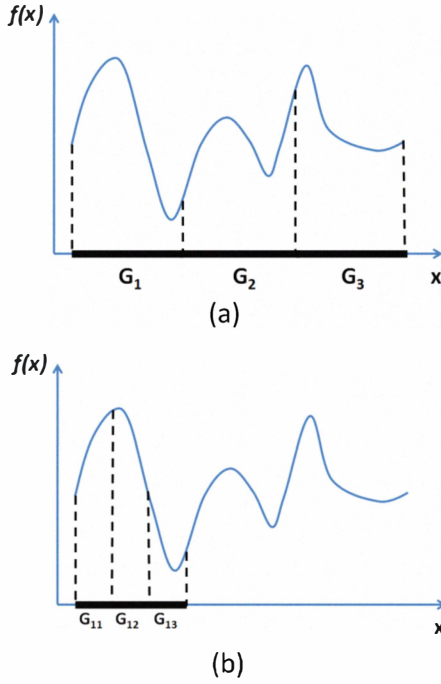 f(x)
G₁ G₂ G₃ x
(a)
f(x)
G₁₁ G₁₂ G₁₃ x
(b)